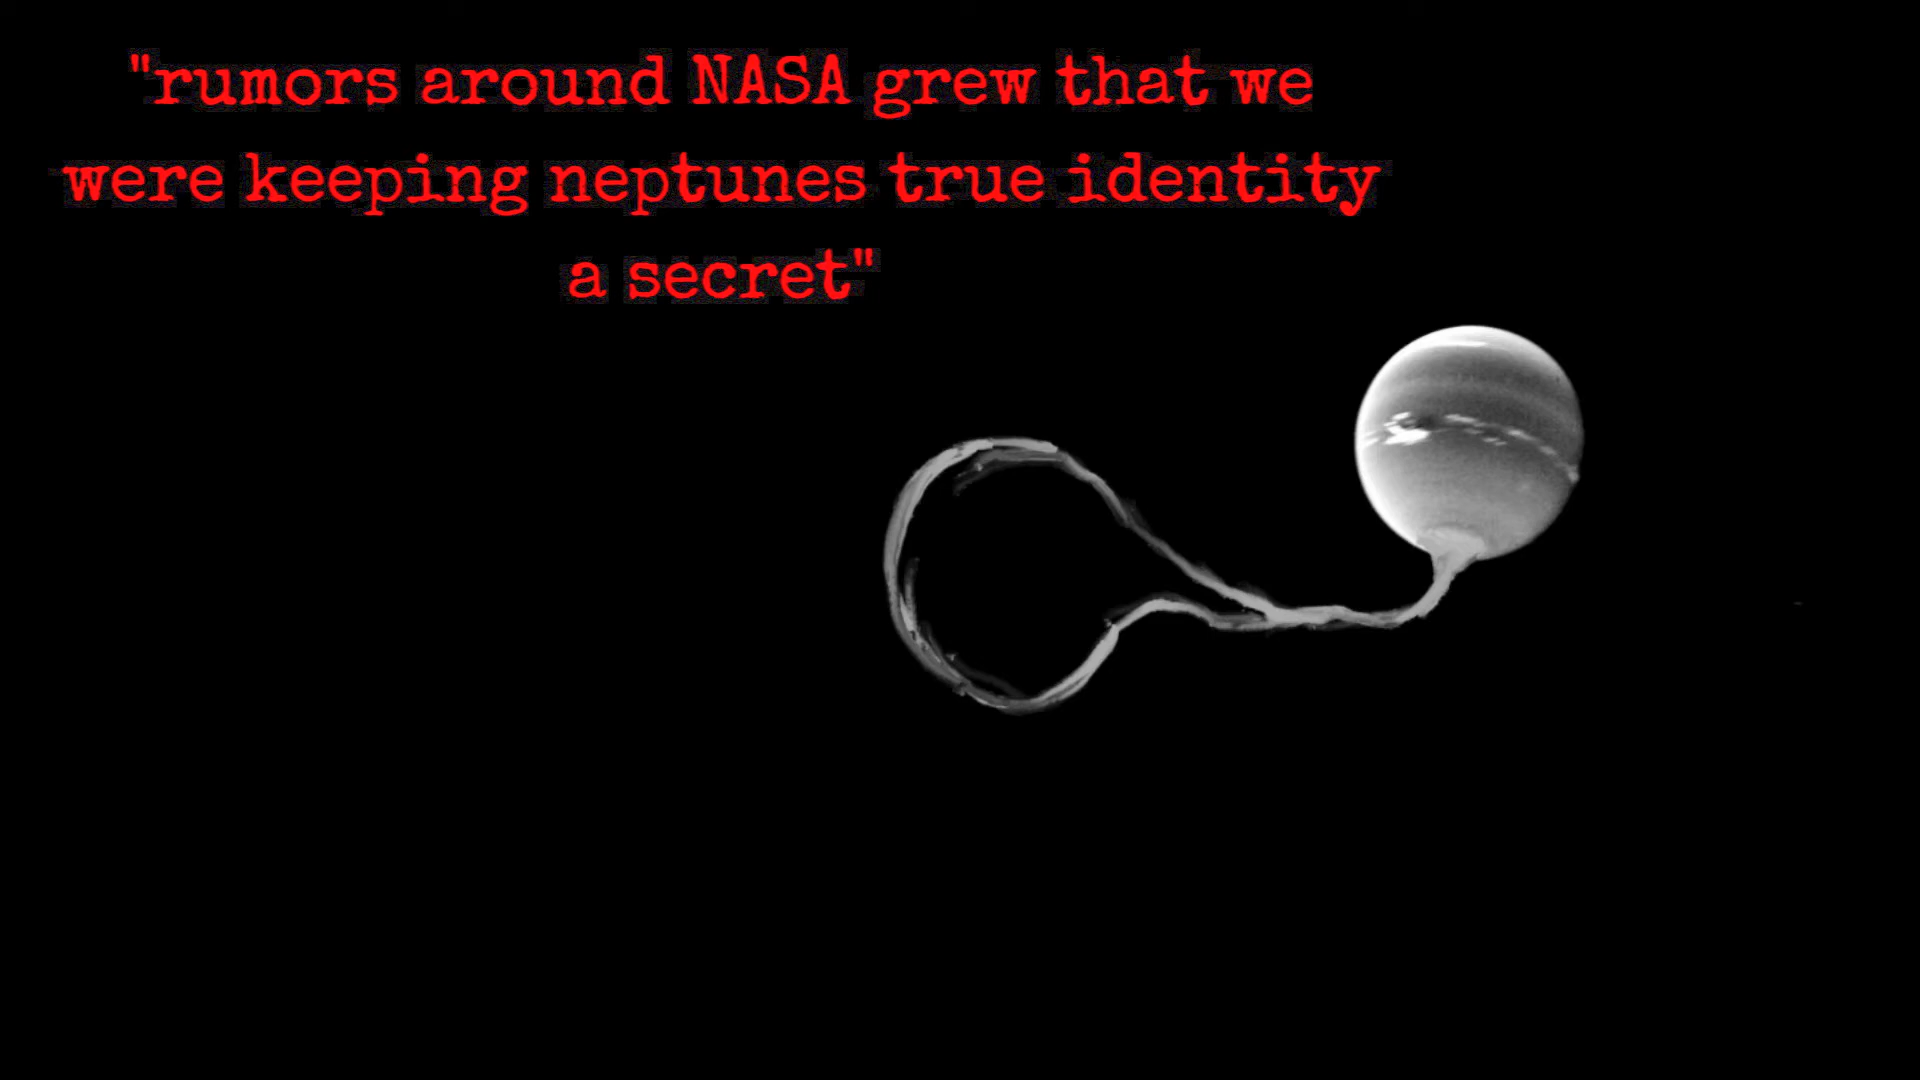 "rumors around NASA grew that we
were keeping neptunes true identity
a secret"